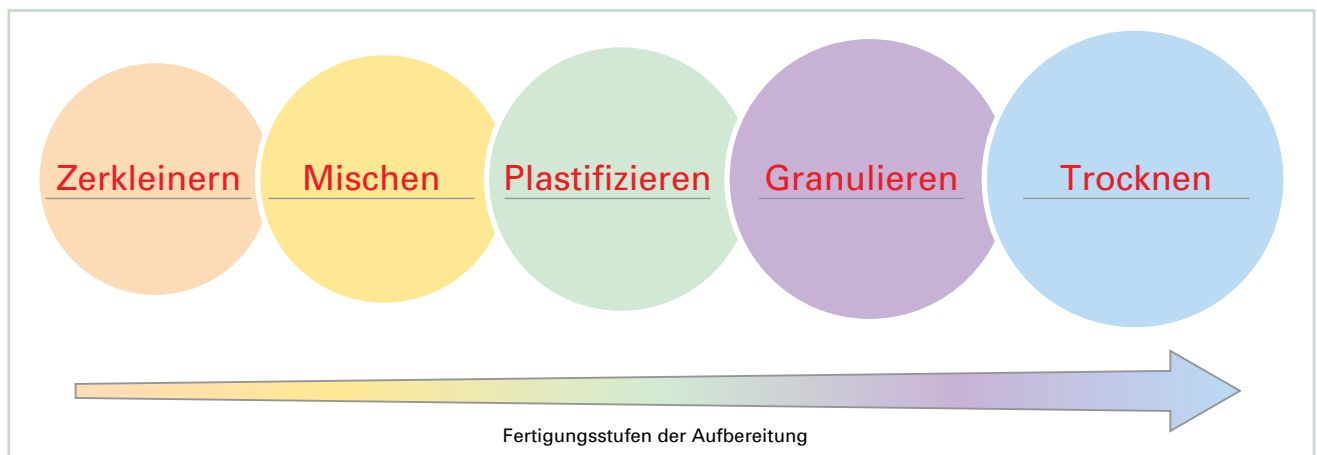 Zerkleinern Mischen Plastifizieren Granulieren Trocknen
Fertigungsstufen der Aufbereitung